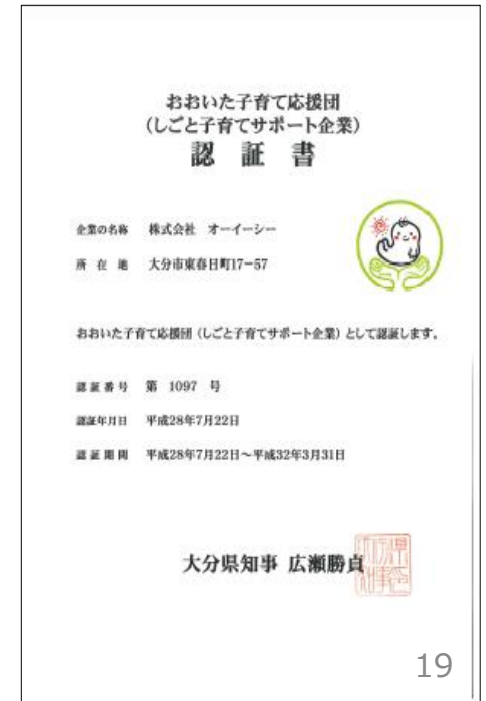 おおいた子育て応援団
(しごと子育てサポート企業)
認 証 書
企業の名称 株式会社 オーイーシー
所 在 地 大分市東春日町17-57
おおいた子育て応援団(しごと子育てサポート企業)として認証します。
認 証 番 号 第 1097 号
認証年月日 平成28年7月22日
認 証 期 間 平成28年7月22日~平成32年3月31日
大分県知事 広瀬勝貞
19